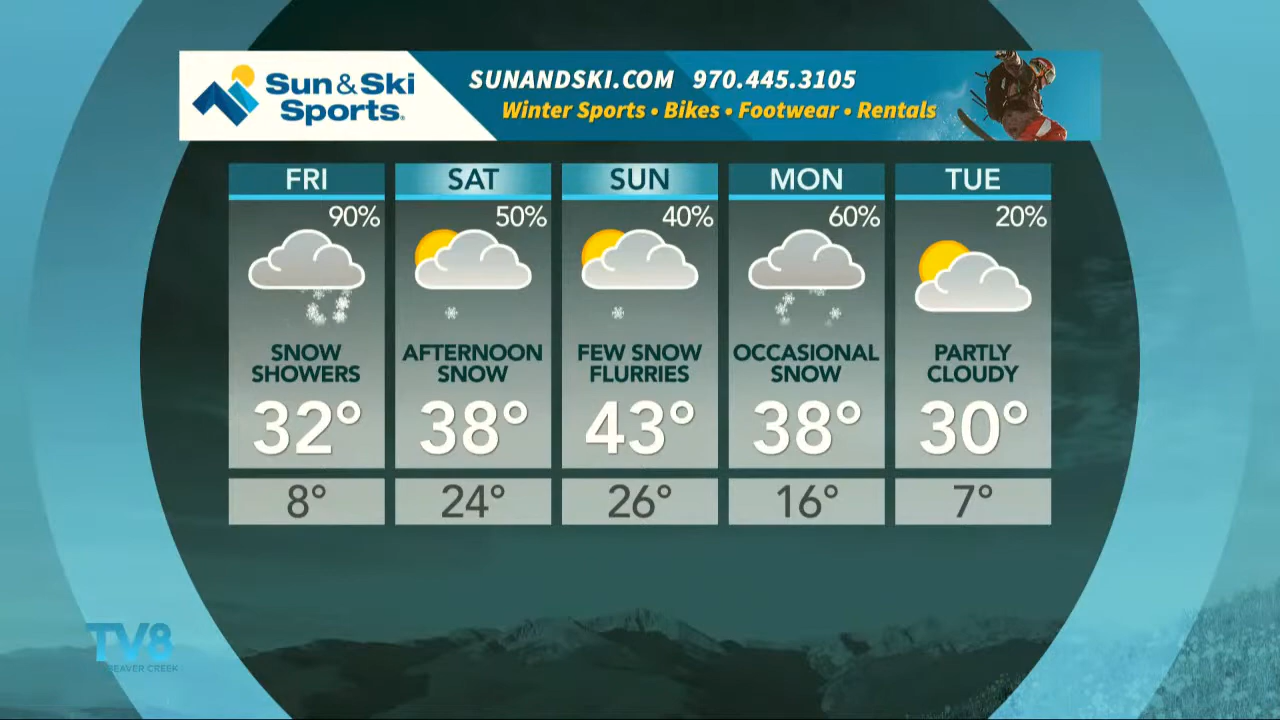 Sun & Ski
Sports®
SUNANDSKI.COM 970.445.3105
Winter Sports • Bikes • Footwear • Rentals
FRI
90%
SNOW
SHOWERS
32°
8°
SAT
50%
AFTERNOON
SNOW
38°
24°
SUN
40%
FEW SNOW
FLURRIES
43°
26°
MON
60%
OCCASIONAL
SNOW
38°
16°
TUE
20%
PARTLY
CLOUDY
30°
7°
TV8
BEAVER CREEK